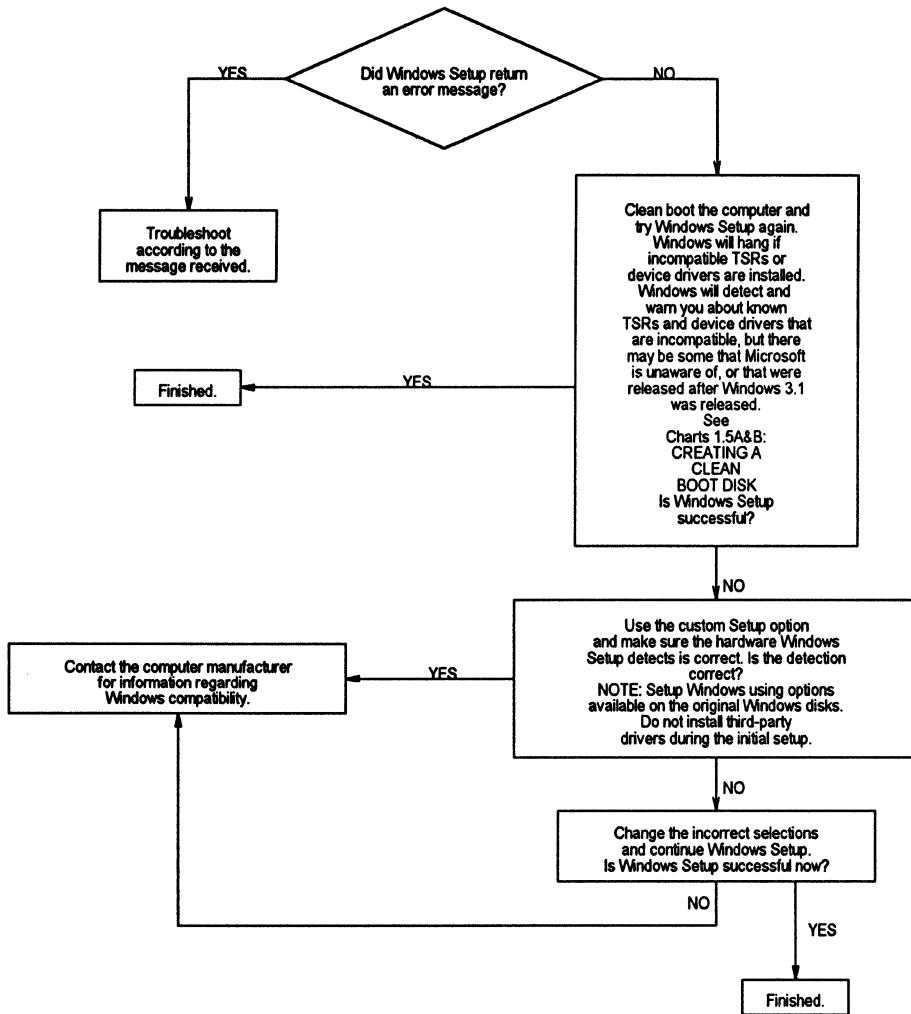 Did Windows Setup return
an error message?
YES
NO
Troubleshoot
according to the
message received.
Clean boot the computer and
try Windows Setup again.
Windows will hang if
incompatible TSRs or
device drivers are installed.
Windows will detect and
warn you about known
TSRs and device drivers that
are incompatible, but there
may be some that Microsoft
is unaware of, or that were
released after Windows 3.1
was released.
See
Charts 1.5A&B:
CREATING A
CLEAN
BOOT DISK
Is Windows Setup
successful?
YES
Finished.
NO
Use the custom Setup option
and make sure the hardware Windows
Setup detects is correct. Is the detection
correct?
NOTE: Setup Windows using options
available on the original Windows disks.
Do not install third-party
drivers during the initial setup.
YES
Contact the computer manufacturer
for information regarding
Windows compatibility.
NO
Change the incorrect selections
and continue Windows Setup.
Is Windows Setup successful now?
NO
YES
Finished.